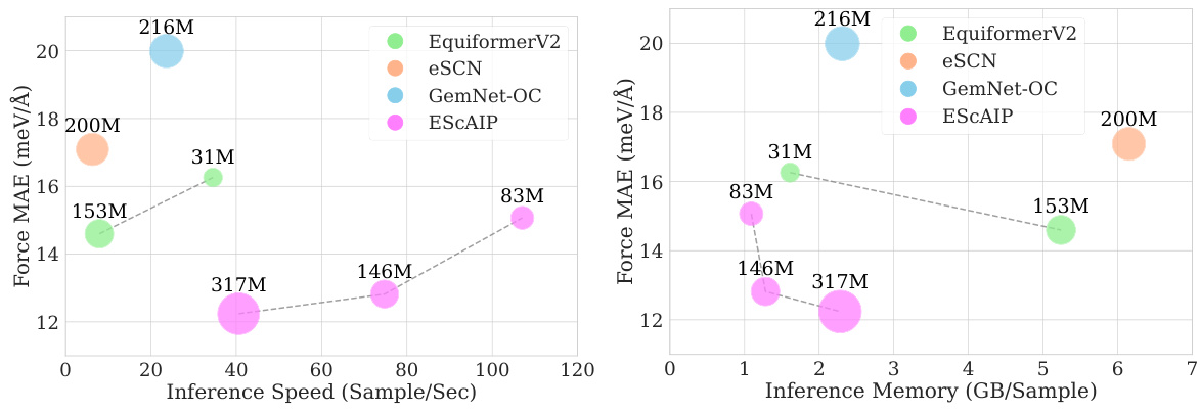 216M
20
18
16
14
12
Force MAE (meV/Å)
200M
31M
153M
83M
146M
317M
EquiformerV2
eSCN
GemNet-OC
EScAIP
0 20 40 60 80 100 120
Inference Speed (Sample/Sec)
216M
20
18
16
14
12
Force MAE (meV/Å)
EquiformerV2
eSCN
GemNet-OC
EScAIP
200M
31M
83M
153M
146M
317M
0 1 2 3 4 5 6 7
Inference Memory (GB/Sample)